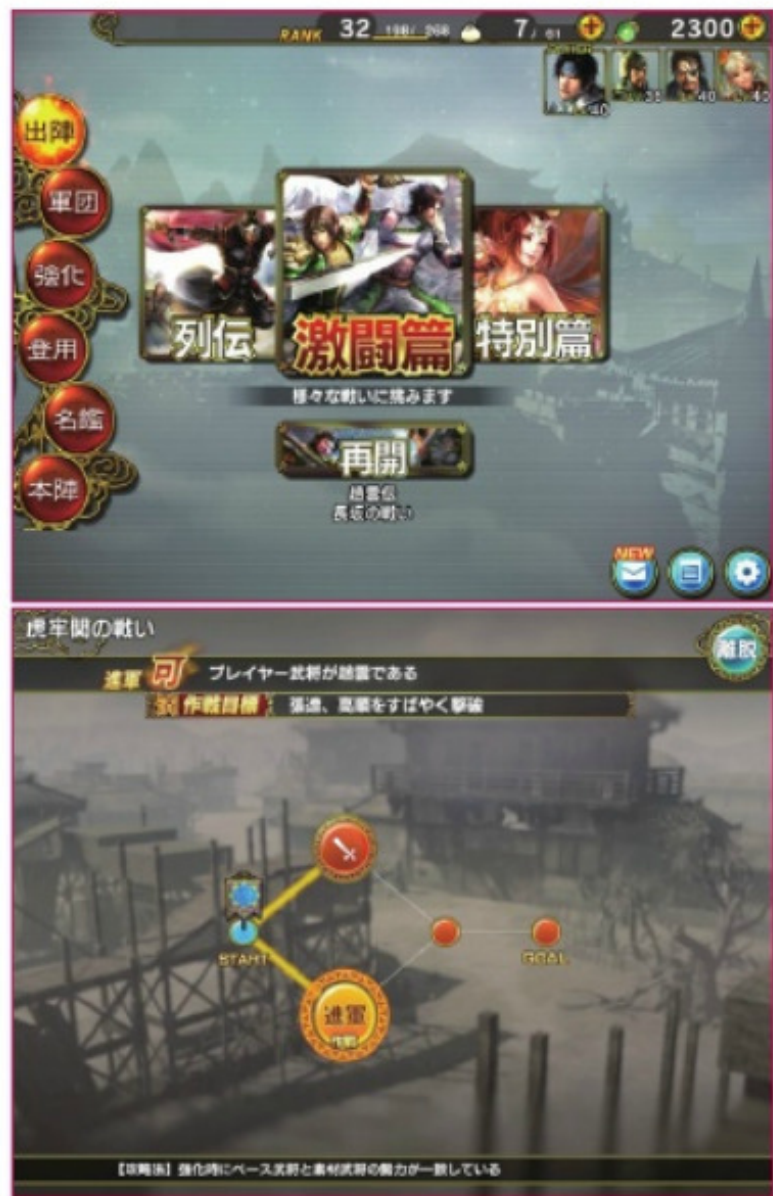 RANK 32 198/268 7/61 2300
40 40 40
出陣
軍団
強化
登用
名鑑
本陣
列伝
激闘篇
特別篇
様々な戦いに挑みます
再開
趙雲伝
長坂の戦い
NEW
虎牢関の戦い
離脱
進軍 可 プレイヤー武将が趙雲である
作戦目標 張遼、高順をすばやく撃破
START
GOAL
進軍
【攻略法】強化時にベース武将と素材武将の勢力が一致している